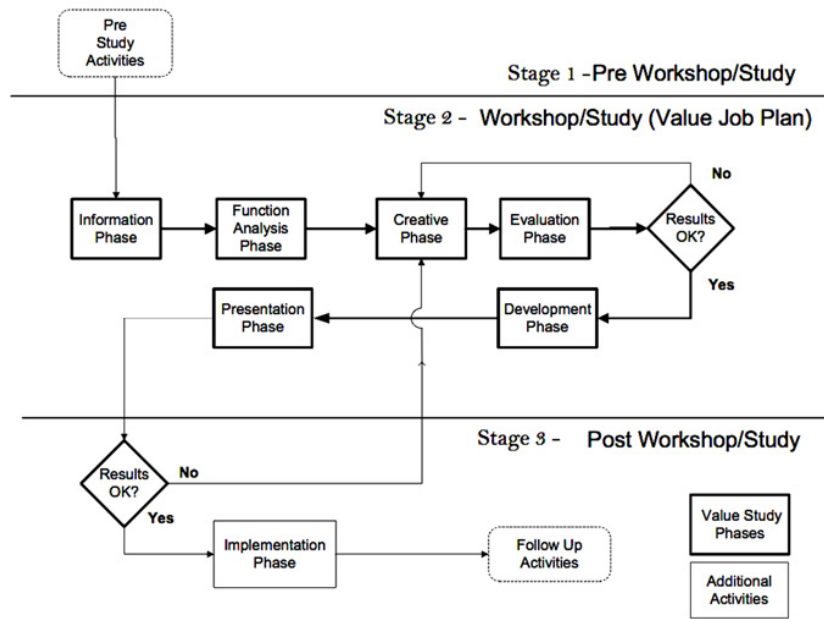 Pre
Study
Activities
Stage 1 - Pre Workshop/Study
Stage 2 - Workshop/Study (Value Job Plan)
No
Information
Phase
Function
Analysis
Phase
Creative
Phase
Evaluation
Phase
Results
OK?
Yes
Presentation
Phase
Development
Phase
Stage 3 - Post Workshop/Study
Results
OK?
No
Yes
Implementation
Phase
Follow Up
Activities
Value Study
Phases
Additional
Activities